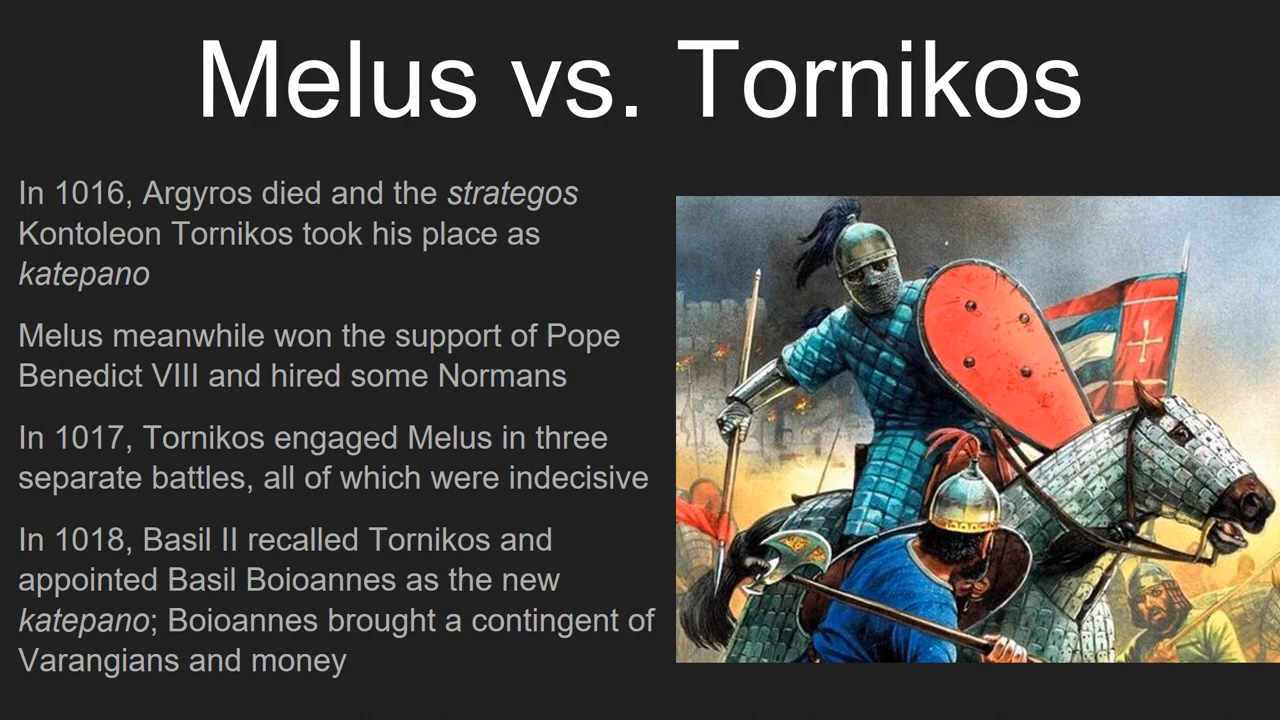 Melus vs. Tornikos
In 1016, Argyros died and the strategos
Kontoleon Tornikos took his place as
katepano
Melus meanwhile won the support of Pope
Benedict VIII and hired some Normans
In 1017, Tornikos engaged Melus in three
separate battles, all of which were indecisive
In 1018, Basil II recalled Tornikos and
appointed Basil Boioannes as the new
katepano; Boioannes brought a contingent of
Varangians and money